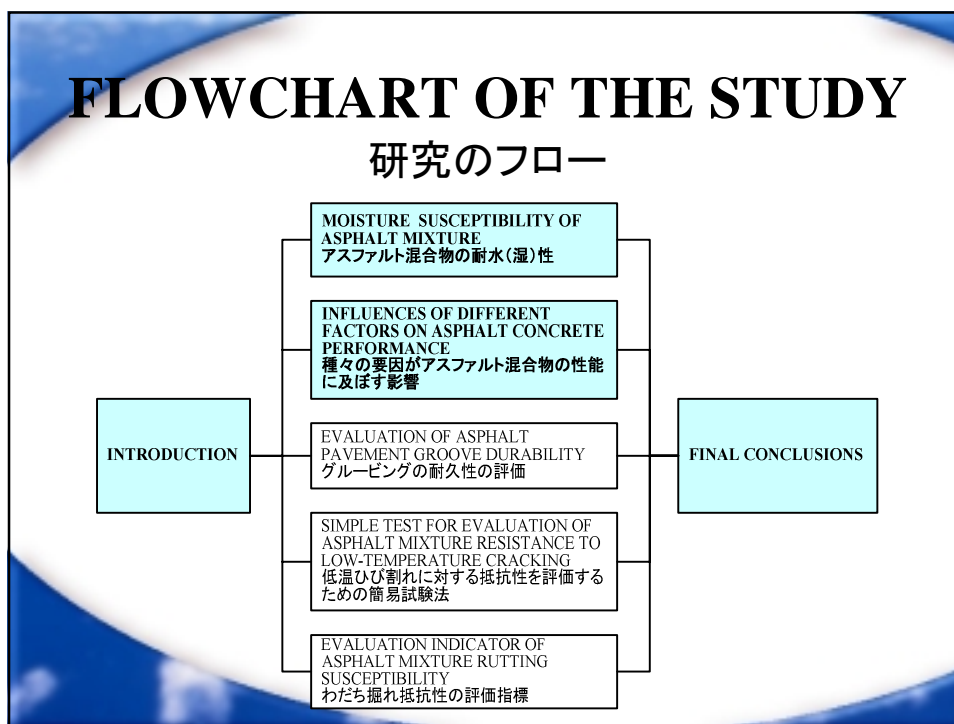 FLOWCHART OF THE STUDY
研究のフロー
MOISTURE SUSCEPTIBILITY OF
ASPHALT MIXTURE
アスファルト混合物の耐水（湿）性
INFLUENCES OF DIFFERENT
FACTORS ON ASPHALT CONCRETE
PERFORMANCE
種々の要因がアスファルト混合物の性能
に及ぼす影響
INTRODUCTION
EVALUATION OF ASPHALT
PAVEMENT GROOVE DURABILITY
グルービングの耐久性の評価
FINAL CONCLUSIONS
SIMPLE TEST FOR EVALUATION OF
ASPHALT MIXTURE RESISTANCE TO
LOW-TEMPERATURE CRACKING
低温ひび割れに対する抵抗性を評価する
ための簡易試験法
EVALUATION INDICATOR OF
ASPHALT MIXTURE RUTTING
SUSCEPTIBILITY
わだち掘れ抵抗性の評価指標